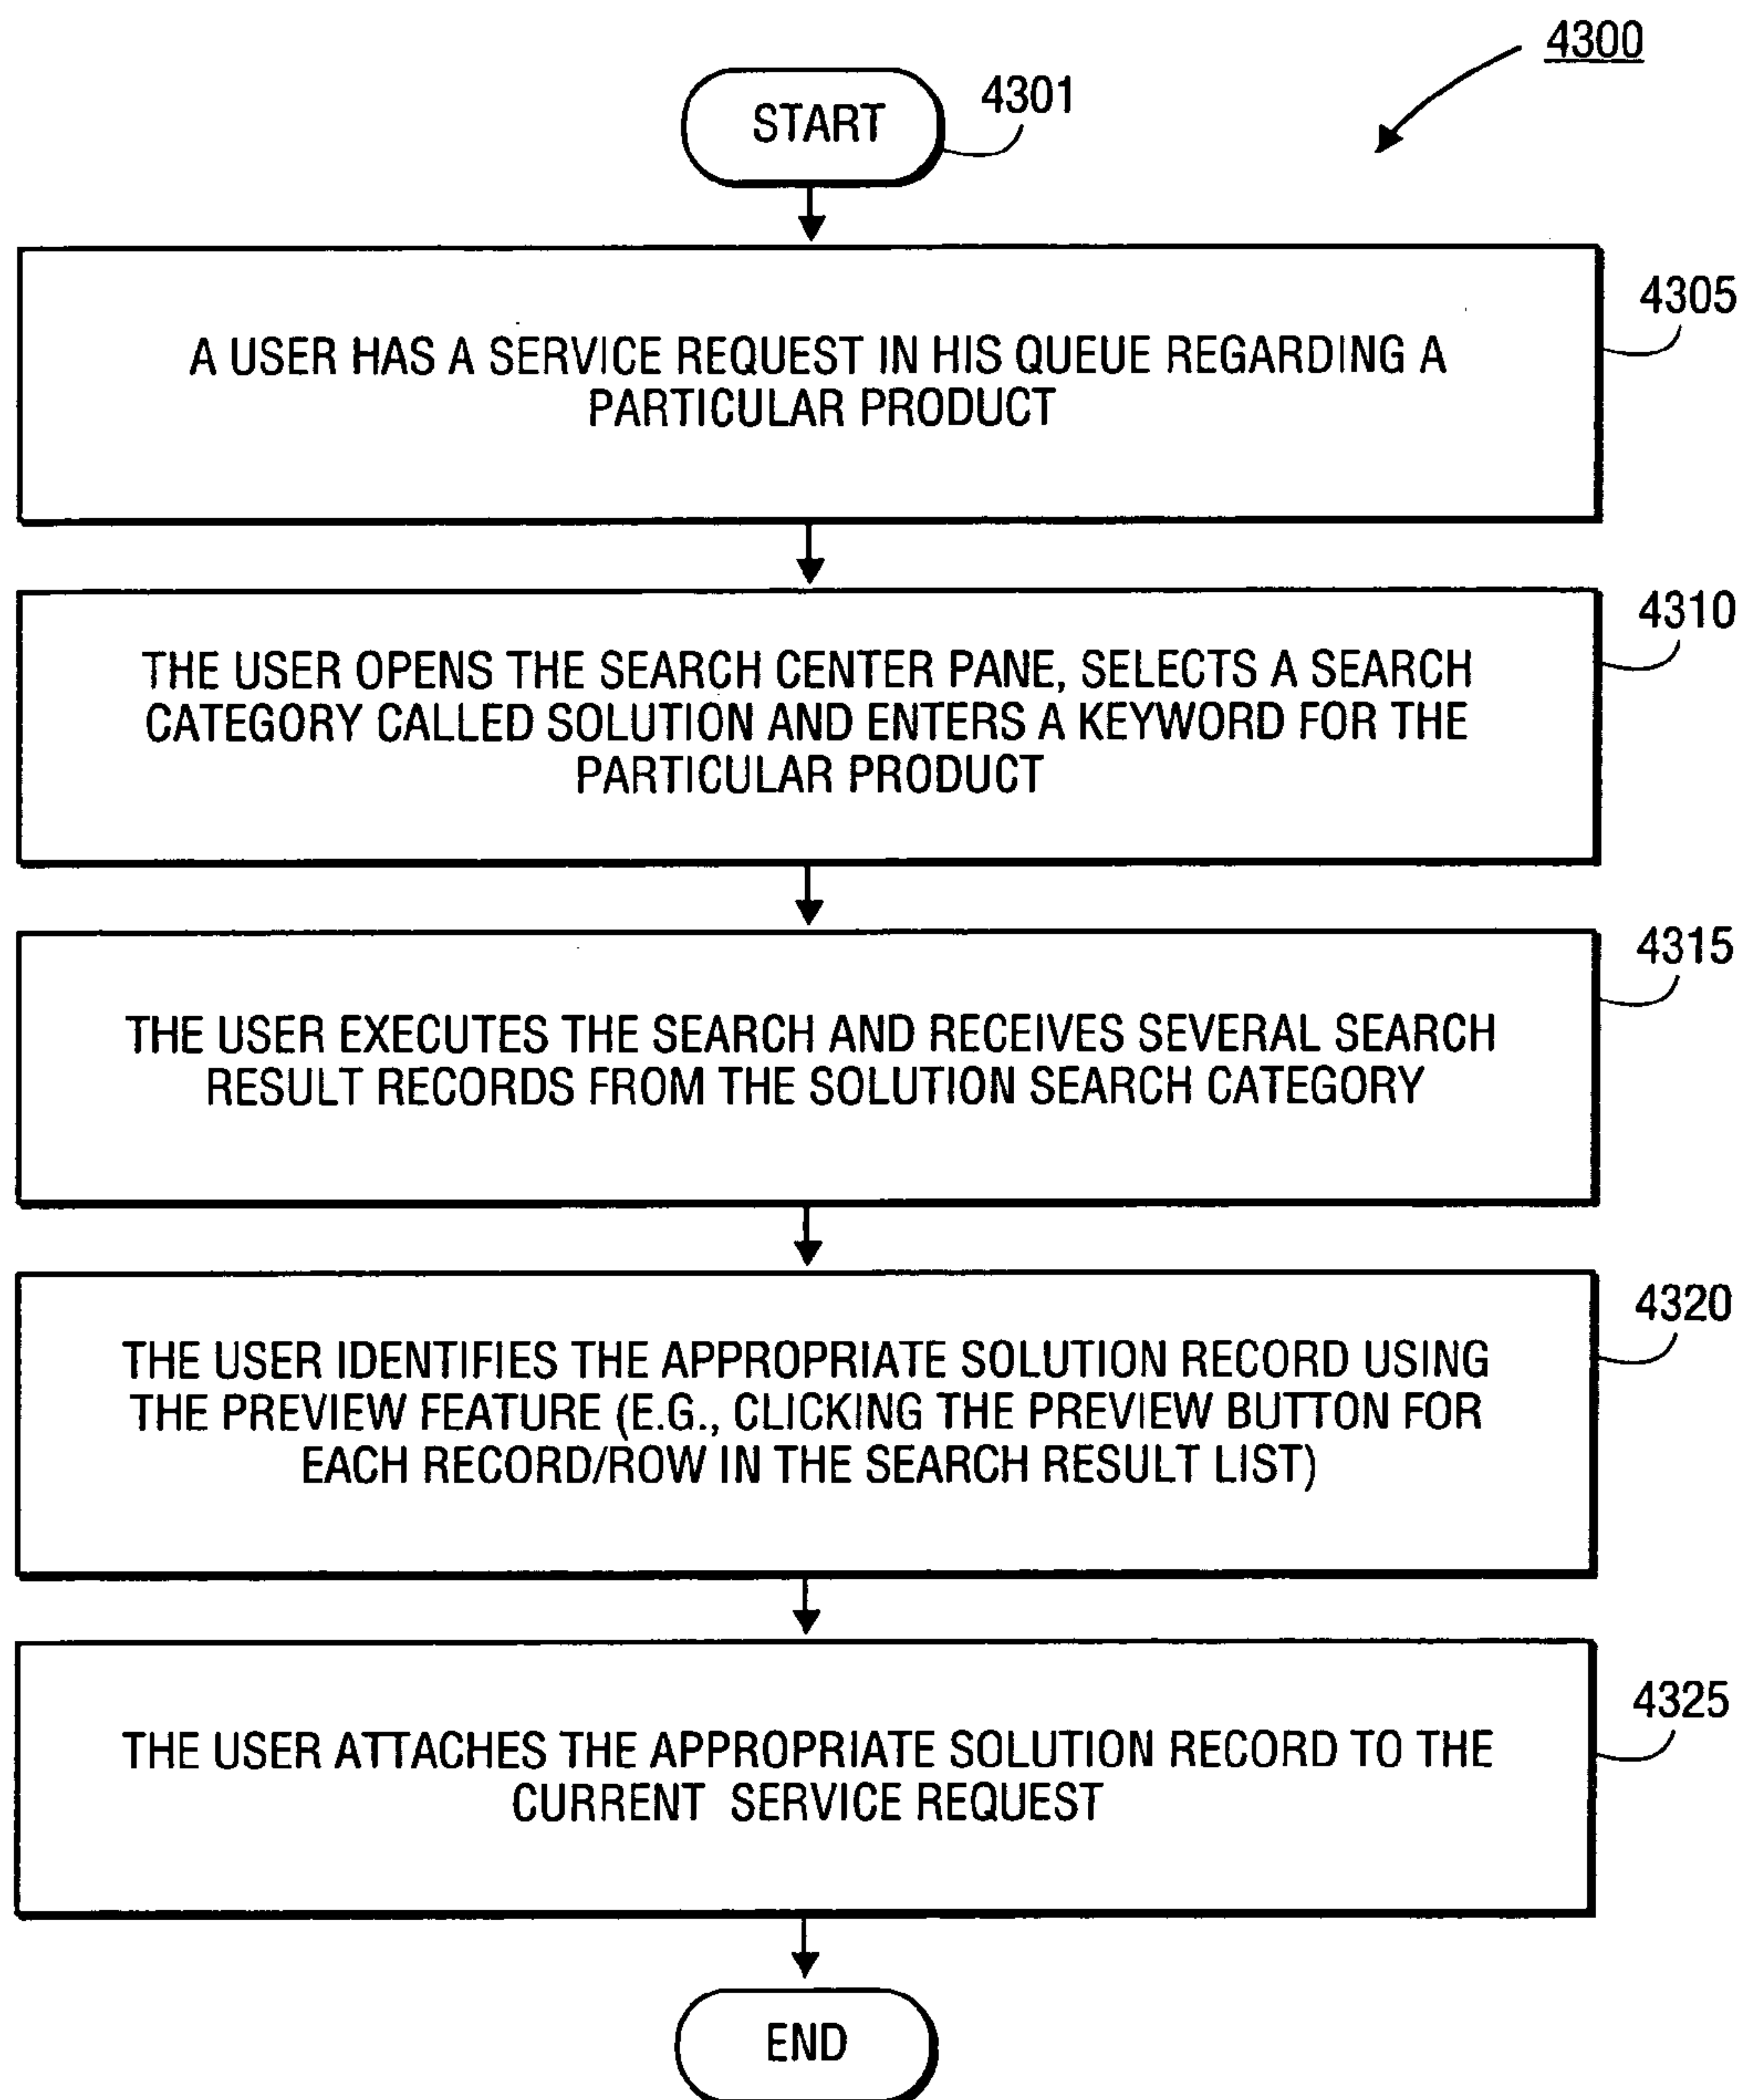 4300
START
4301
A USER HAS A SERVICE REQUEST IN HIS QUEUE REGARDING A
PARTICULAR PRODUCT
4305
THE USER OPENS THE SEARCH CENTER PANE, SELECTS A SEARCH
CATEGORY CALLED SOLUTION AND ENTERS A KEYWORD FOR THE
PARTICULAR PRODUCT
4310
THE USER EXECUTES THE SEARCH AND RECEIVES SEVERAL SEARCH
RESULT RECORDS FROM THE SOLUTION SEARCH CATEGORY
4315
THE USER IDENTIFIES THE APPROPRIATE SOLUTION RECORD USING
THE PREVIEW FEATURE (E.G., CLICKING THE PREVIEW BUTTON FOR
EACH RECORD/ROW IN THE SEARCH RESULT LIST)
4320
THE USER ATTACHES THE APPROPRIATE SOLUTION RECORD TO THE
CURRENT SERVICE REQUEST
4325
END